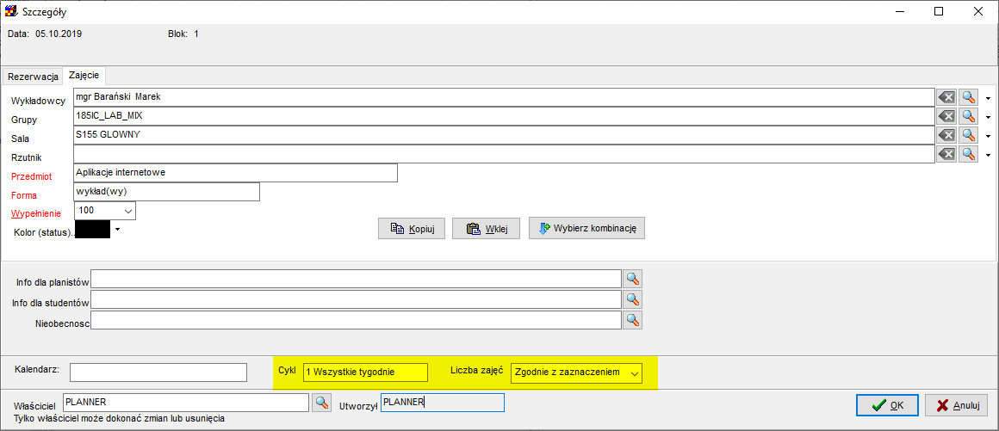 Szczegóły
Data: 05.10.2019 Blok: 1
Rezerwacja Zajęcie
Wykładowcy mgr Barański Marek
Grupy 185IC_LAB_MIX
Sala S155 GLOWNY
Rzutnik
Przedmiot Aplikacje internetowe
Forma wykład(wy)
Wypełnienie 100
Kolor (status).. Kopiuj Wklej Wybierz kombinację
Info dla planistów
Info dla studentów
Nieobecnosc
Kalendarz: Cykl 1 Wszystkie tygodnie Liczba zajęć Zgodnie z zaznaczeniem
Właściciel PLANNER Utworzył PLANNER OK Anuluj
Tylko właściciel może dokonać zmian lub usunięcia